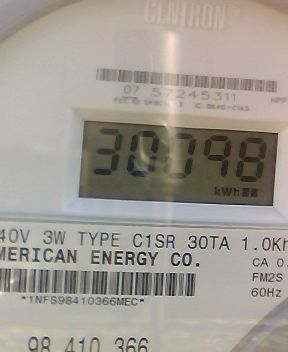 CENTRON®
07 57245311
30098
kWh
40V 3W TYPE C1SR 30TA 1.0Kh
MERICAN ENERGY CO.
CA 0.
FM2S
*1NFS98410366MEC*
60Hz
98 410 366